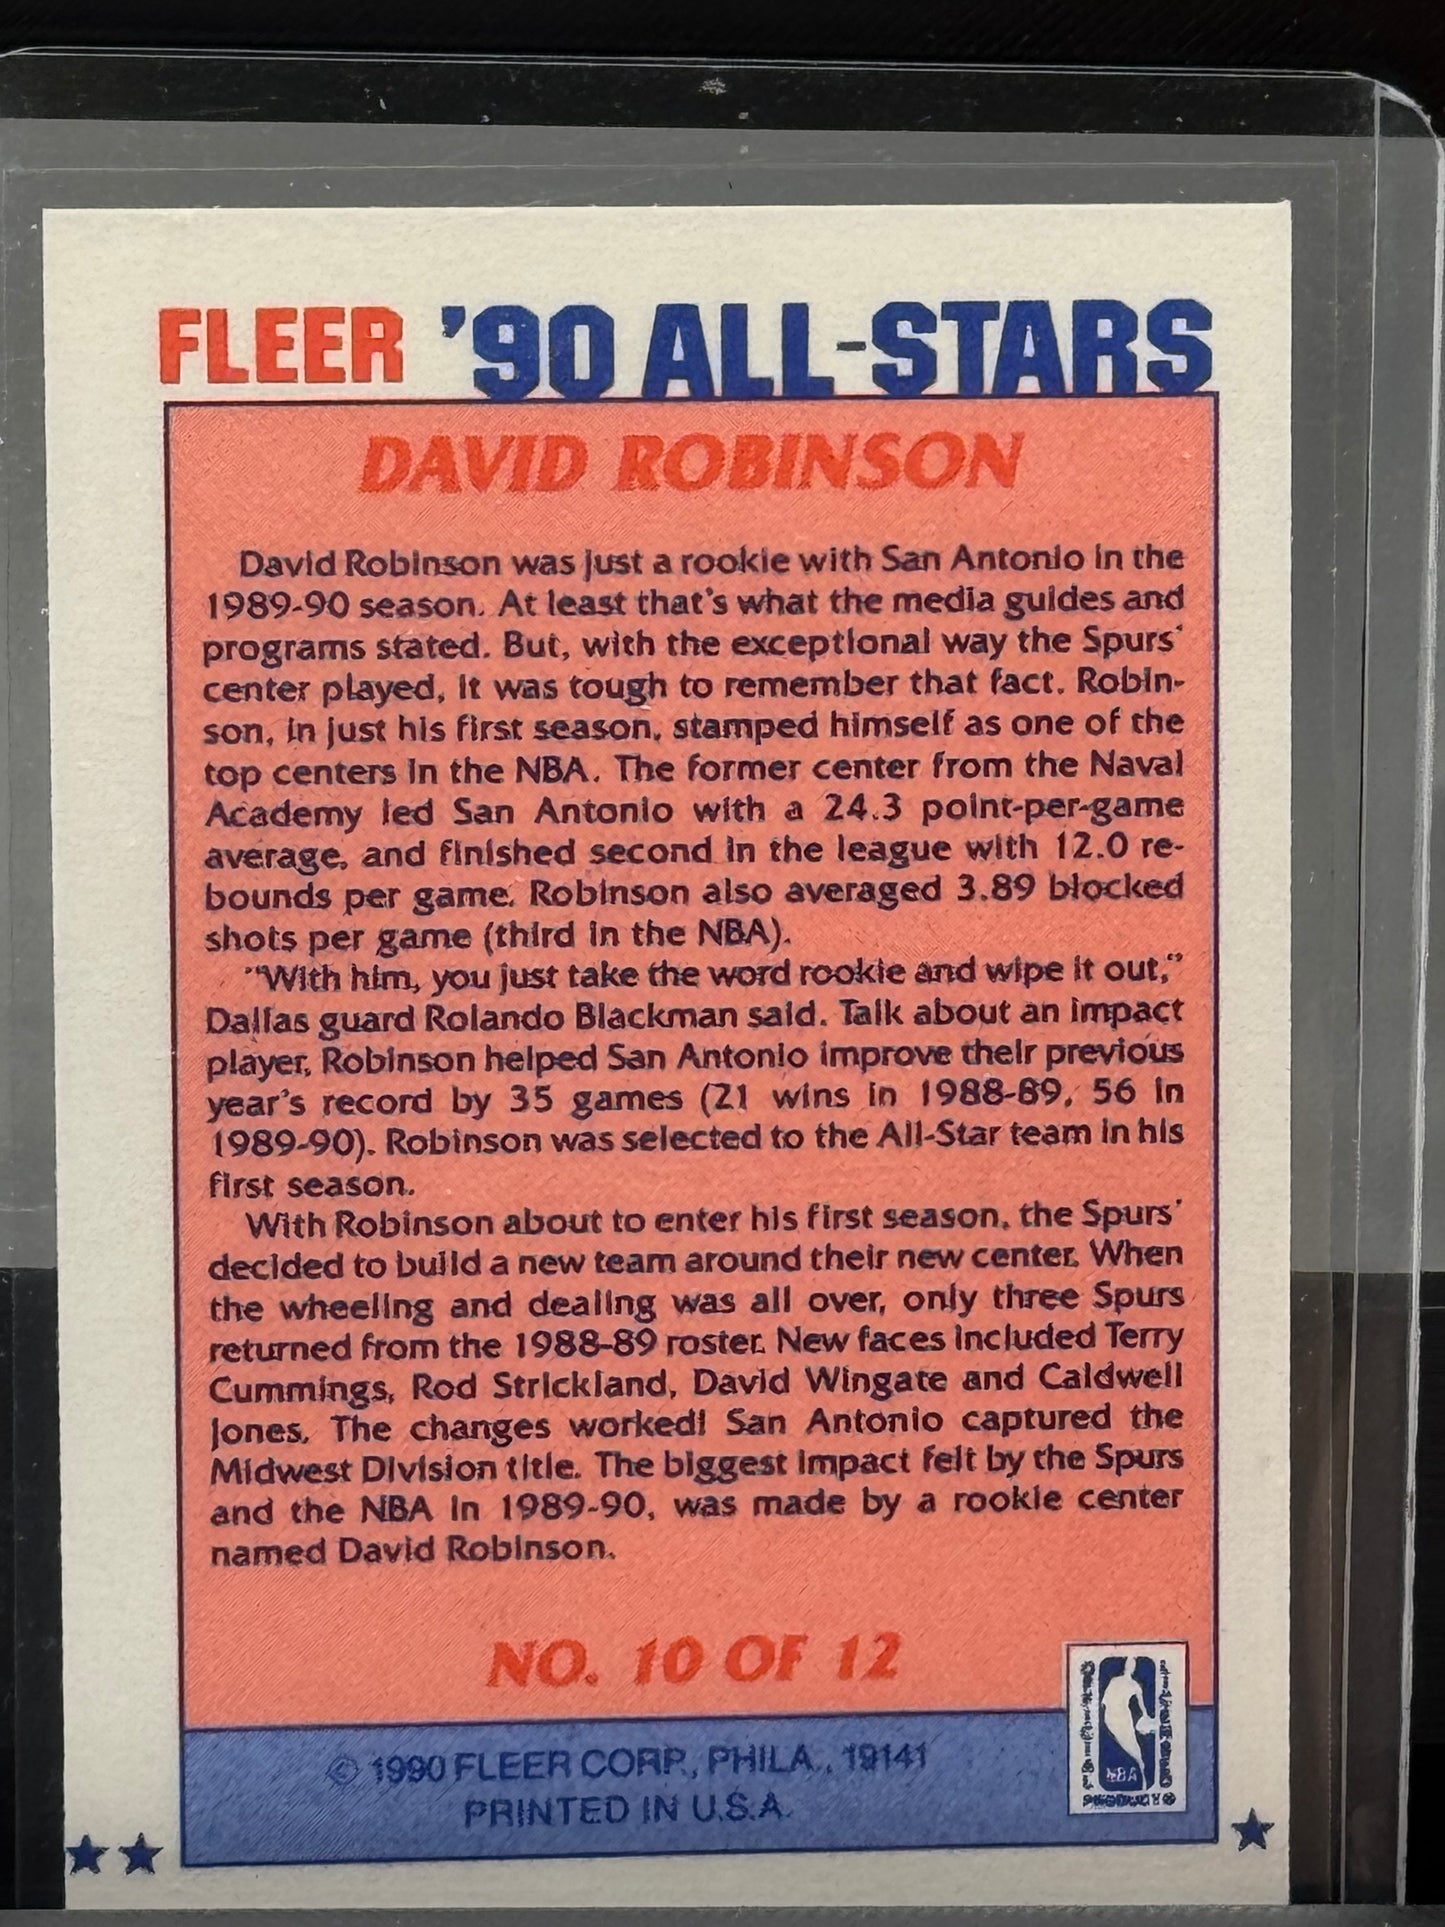 FLEER '90 ALL-STARS
DAVID ROBINSON
David Robinson was just a rookie with San Antonio in the
1989-90 season. At least that's what the media guides and
programs stated. But, with the exceptional way the Spurs'
center played, it was tough to remember that fact. Robin-
son, in just his first season, stamped himself as one of the
top centers in the NBA. The former center from the Naval
Academy led San Antonio with a 24.3 point-per-game
average, and finished second in the league with 12.0 re-
bounds per game. Robinson also averaged 3.89 blocked
shots per game (third in the NBA).
"With him, you just take the word rookie and wipe it out,"
Dallas guard Rolando Blackman said. Talk about an impact
player, Robinson helped San Antonio improve their previous
year's record by 35 games (21 wins in 1988-89, 56 in
1989-90). Robinson was selected to the All-Star team in his
first season.
With Robinson about to enter his first season, the Spurs'
decided to build a new team around their new center. When
the wheeling and dealing was all over, only three Spurs
returned from the 1988-89 roster. New faces included Terry
Cummings, Rod Strickland, David Wingate and Caldwell
Jones. The changes worked! San Antonio captured the
Midwest Division title. The biggest impact felt by the Spurs
and the NBA in 1989-90, was made by a rookie center
named David Robinson.
NO. 10 OF 12
© 1990 FLEER CORP., PHILA., 19141
PRINTED IN U.S.A.
NBA